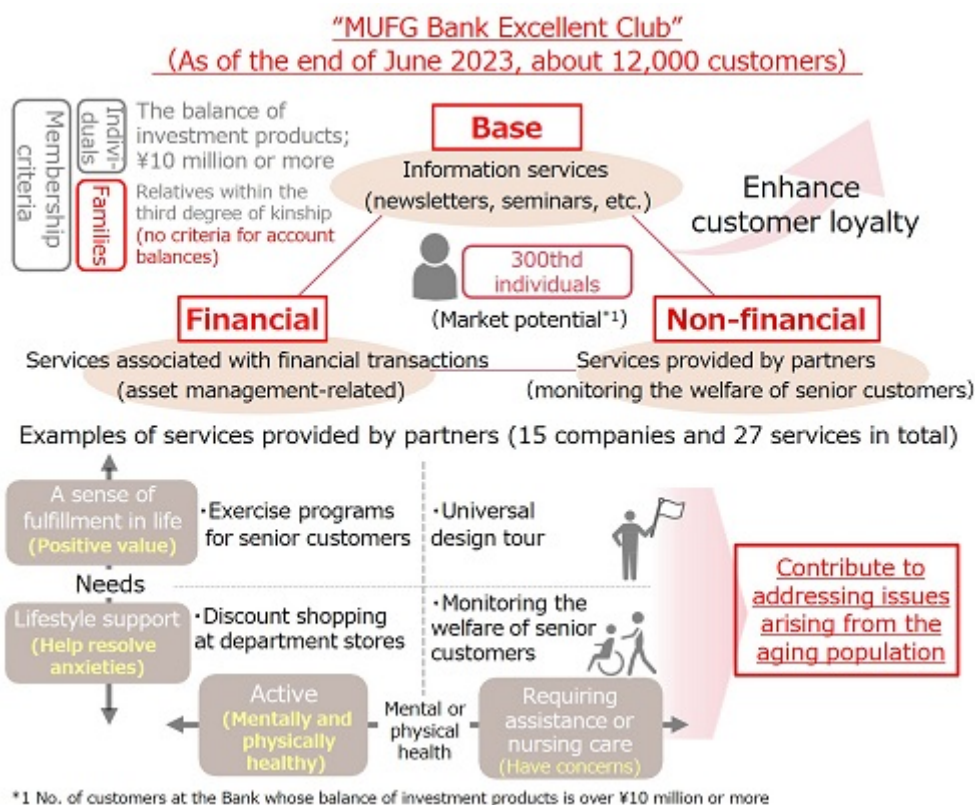 “MUFG Bank Excellent Club”
(As of the end of June 2023, about 12,000 customers)
Membership
criteria
Indivi-
duals
The balance of
investment products;
¥10 million or more
Families
Relatives within the
third degree of kinship
(no criteria for account
balances)
Base
Information services
(newsletters, seminars, etc.)
Enhance
customer loyalty
300thd
individuals
(Market potential*1)
Financial
Services associated with financial transactions
(asset management-related)
Non-financial
Services provided by partners
(monitoring the welfare of senior customers)
Examples of services provided by partners (15 companies and 27 services in total)
A sense of
fulfillment in life
(Positive value)
・Exercise programs
for senior customers
・Universal
design tour
Needs
Lifestyle support
(Help resolve
anxieties)
・Discount shopping
at department stores
・Monitoring the
welfare of senior
customers
Contribute to
addressing issues
arising from the
aging population
Active
(Mentally and
physically
healthy)
Mental or
physical
health
Requiring
assistance or
nursing care
(Have concerns)
*1 No. of customers at the Bank whose balance of investment products is over ¥10 million or more